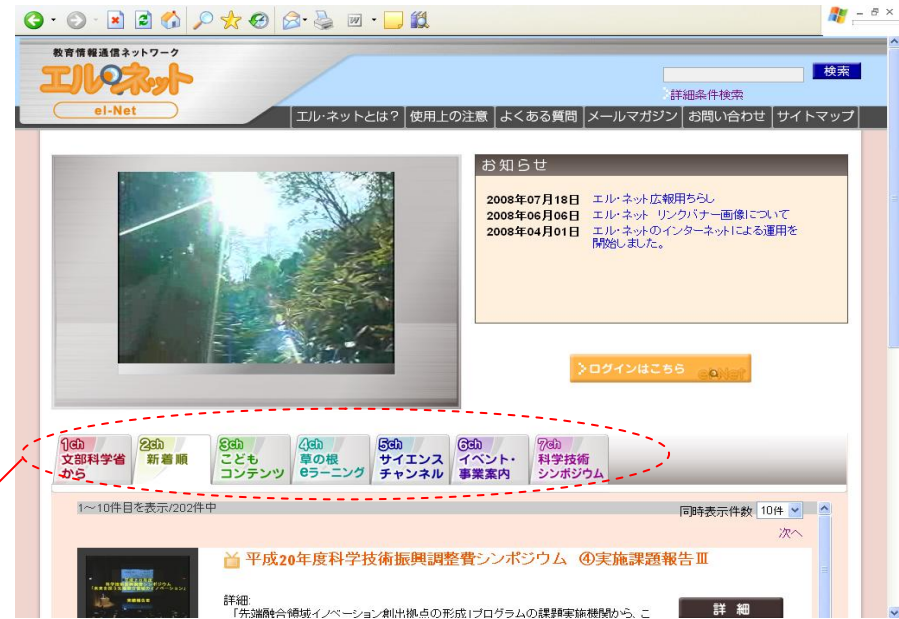 教育情報通信ネットワーク
エル・ネット
el-Net
検索
詳細条件検索
エル・ネットとは？ 使用上の注意 よくある質問 メールマガジン お問い合わせ サイトマップ
お知らせ
2008年07月18日 エル・ネット広報用ちらし
2008年06月06日 エル・ネット リンクバナー画像について
2008年04月01日 エル・ネットのインターネットによる運用を
開始しました。
ログインはこちら
el-Net
1ch
文部科学省
から
2ch
新着順
3ch
こども
コンテンツ
4ch
草の根
eラーニング
5ch
サイエンス
チャンネル
6ch
イベント・
事業案内
7ch
科学技術
シンポジウム
1～10件目を表示/202件中
同時表示件数 10件
次へ
平成20年度科学技術振興調整費シンポジウム ④実施課題報告Ⅲ
詳細:
「先端融合領域イノベーション創出拠点の形成」プログラムの課題実施機関から、こ
詳 細